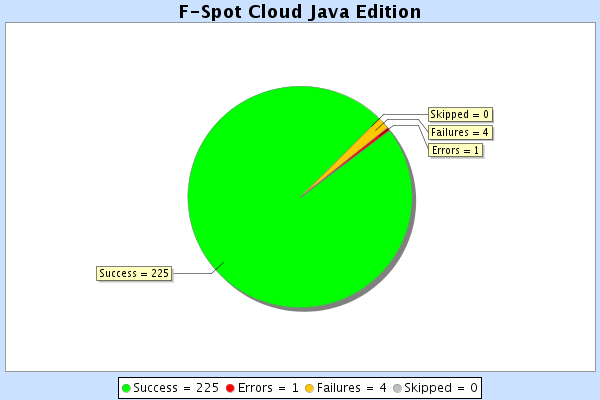 F-Spot Cloud Java Edition
Skipped = 0
Failures = 4
Errors = 1
Success = 225
Success = 225 Errors = 1 Failures = 4 Skipped = 0